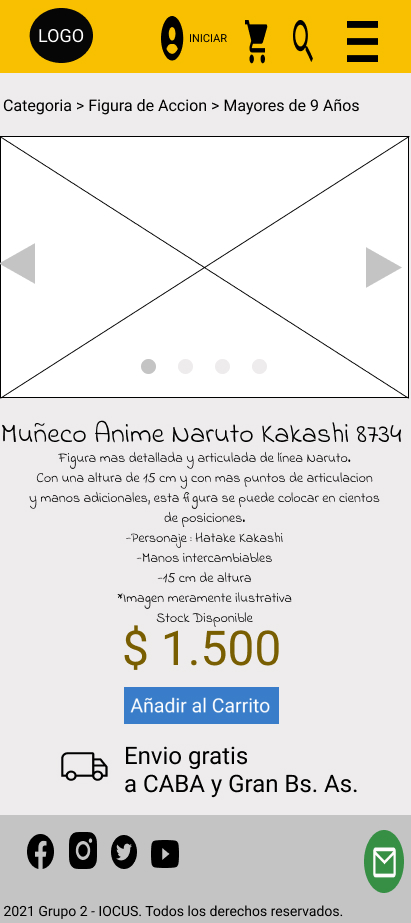 LOGO
INICIAR
Categoria > Figura de Accion > Mayores de 9 Años
Muñeco Anime Naruto Kakashi 8734
Figura mas detallada y articulada de linea Naruto.
Con una altura de 15 cm y con mas puntos de articulacion
y manos adicionales, esta figura se puede colocar en cientos
de posiciones.
-Personaje : Hatake Kakashi
-Manos intercambiables
-15 cm de altura
*Imagen meramente ilustrativa
Stock Disponible
$ 1.500
Añadir al Carrito
Envio gratis
a CABA y Gran Bs. As.
2021 Grupo 2 - IOCUS. Todos los derechos reservados.